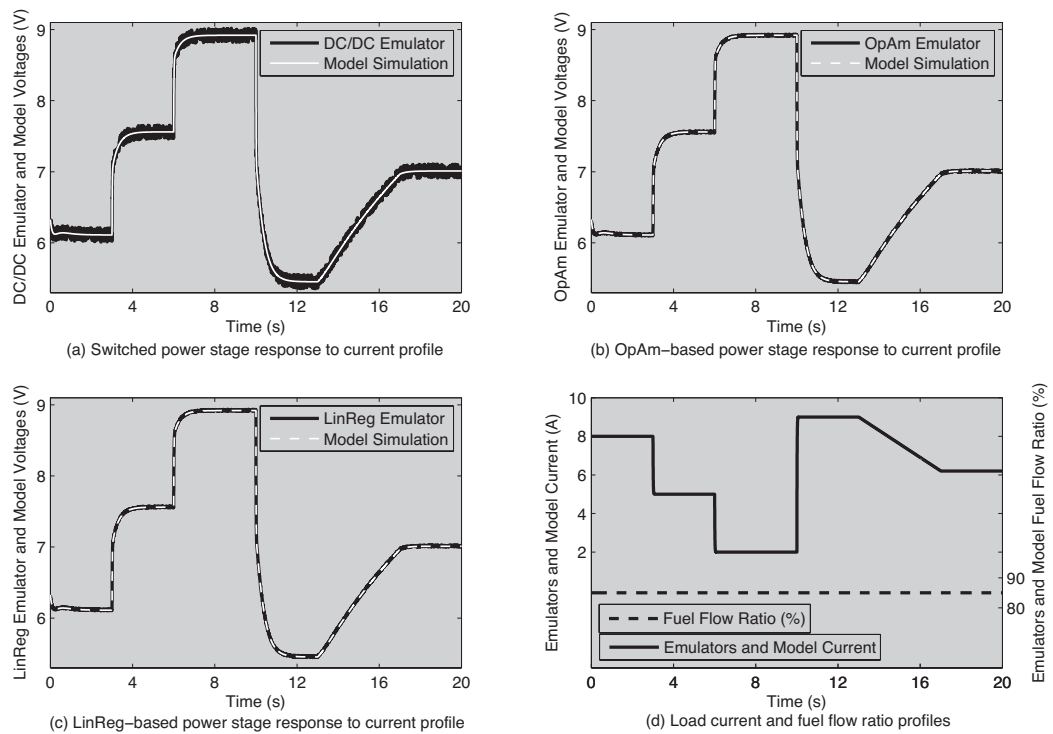 DC/DC Emulator and Model Voltages (V)
9
8
7
6
DC/DC Emulator
Model Simulation
0 4 8 12 16 20
Time (s)
(a) Switched power stage response to current profile
OpAm Emulator and Model Voltages (V)
9
8
7
6
OpAm Emulator
Model Simulation
0 4 8 12 16 20
Time (s)
(b) OpAm−based power stage response to current profile
LinReg Emulator and Model Voltages (V)
9
8
7
6
LinReg Emulator
Model Simulation
0 4 8 12 16 20
Time (s)
(c) LinReg−based power stage response to current profile
Emulators and Model Current (A)
10
8
6
4
2
Emulators and Model Fuel Flow Ratio (%)
90
80
Fuel Flow Ratio (%)
Emulators and Model Current
0 4 8 12 16 20
Time (s)
(d) Load current and fuel flow ratio profiles